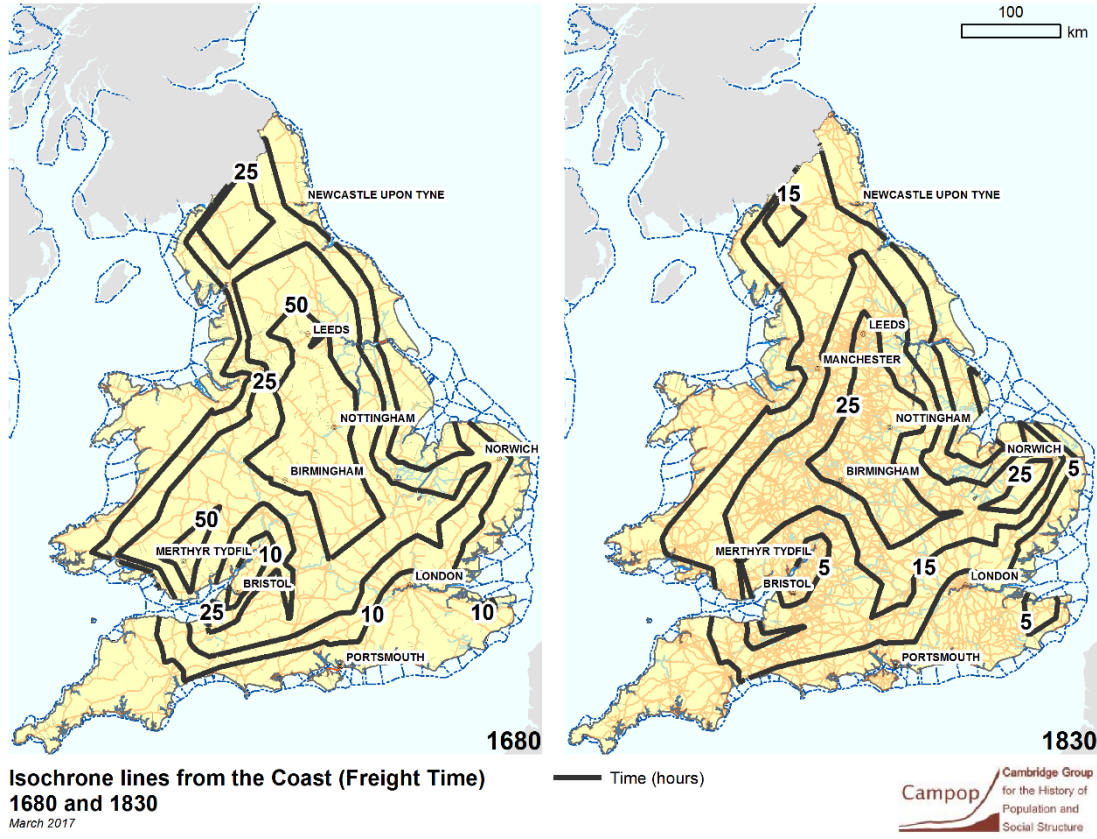 25
NEWCASTLE UPON TYNE
50
LEEDS
25
NOTTINGHAM
NORWICH
BIRMINGHAM
50
MERTHYR TYDFIL
10
BRISTOL
LONDON
25
10
10
PORTSMOUTH
1680
100
km
15
NEWCASTLE UPON TYNE
LEEDS
MANCHESTER
25
NOTTINGHAM
NORWICH
BIRMINGHAM
25
5
MERTHYR TYDFIL
5
15
LONDON
BRISTOL
5
PORTSMOUTH
1830
Isochrone lines from the Coast (Freight Time)
1680 and 1830
March 2017
Time (hours)
Campop
Cambridge Group
for the History of
Population and
Social Structure